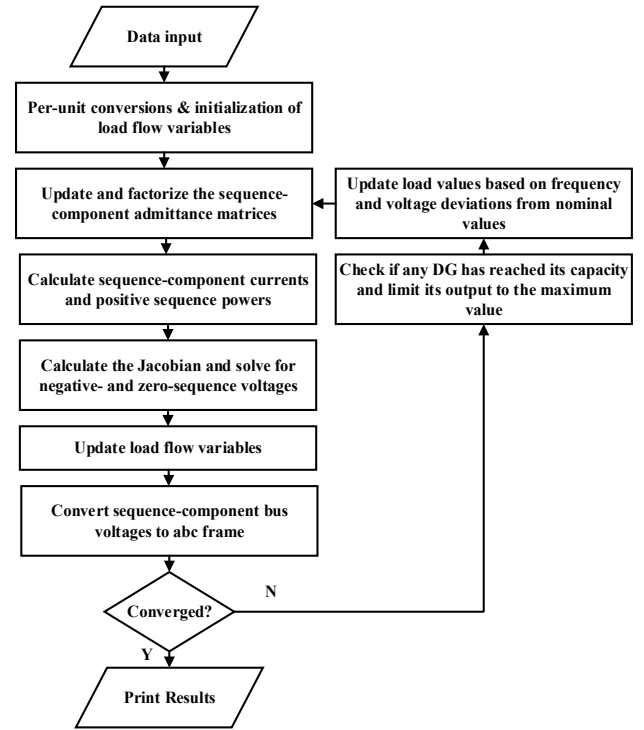 Data input
Per-unit conversions & initialization of
load flow variables
Update and factorize the sequence-
component admittance matrices
Calculate sequence-component currents
and positive sequence powers
Calculate the Jacobian and solve for
negative- and zero-sequence voltages
Update load flow variables
Convert sequence-component bus
voltages to abc frame
Converged?
N
Y
Print Results
Check if any DG has reached its capacity
and limit its output to the maximum
value
Update load values based on frequency
and voltage deviations from nominal
values